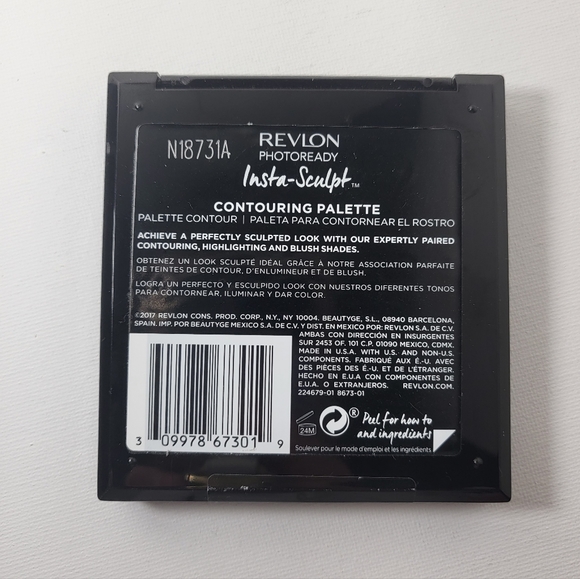 N18731A
REVLON
PHOTOREADY
Insta-Sculpt™
CONTOURING PALETTE
PALETTE CONTOUR | PALETA PARA CONTORNEAR EL ROSTRO
ACHIEVE A PERFECTLY SCULPTED LOOK WITH OUR EXPERTLY PAIRED
CONTOURING, HIGHLIGHTING AND BLUSH SHADES.
OBTENEZ UN LOOK SCULPTÉ IDÉAL GRÂCE À NOTRE ASSOCIATION PARFAITE
DE TEINTES DE CONTOUR, D'ENLUMINEUR ET DE BLUSH.
LOGRA UN PERFECTO Y ESCULPIDO LOOK CON NUESTROS DIFERENTES TONOS
PARA CONTORNEAR, ILUMINAR Y DAR COLOR.
©2017 REVLON CONS. PROD. CORP., N.Y., NY 10004. BEAUTYGE, S.L., 08940 BARCELONA,
SPAIN. IMP. POR BEAUTYGE MEXICO S.A. DE C.V. Y DIST. EN MÉXICO POR: REVLON S.A. DE C.V.
AMBAS CON DIRECCIÓN EN INSURGENTES
SUR 2453 OF. 101 C.P. 01090 MEXICO, CDMX.
MADE IN U.S.A. WITH U.S. AND NON-U.S.
COMPONENTS. FABRIQUÉ AUX É.-U. AVEC
DES PIÈCES DES É.-U. ET DE L'ÉTRANGER.
HECHO EN E.U.A CON COMPONENTES DE
E.U.A. O EXTRANJEROS. REVLON.COM.
224679-01 8673-01
3 09978 67301 9
24M
R
Peel for how to
and ingredients
Soulever pour le mode d'emploi et les ingrédients